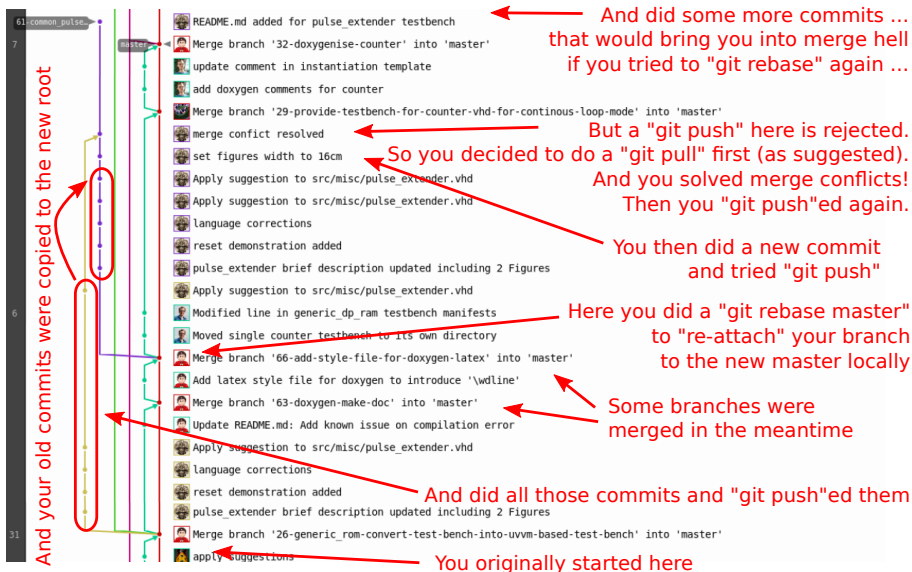 61-common_pulse…
README.md added for pulse_extender testbench
And did some more commits ...
that would bring you into merge hell
if you tried to "git rebase" again ...
7
master
Merge branch '32-doxygenise-counter' into 'master'
update comment in instantiation template
add doxygen comments for counter
Merge branch '29-provide-testbench-for-counter-vhd-for-continous-loop-mode' into 'master'
merge confict resolved
But a "git push" here is rejected.
So you decided to do a "git pull" first (as suggested).
And you solved merge conflicts!
Then you "git push"ed again.
set figures width to 16cm
Apply suggestion to src/misc/pulse_extender.vhd
Apply suggestion to src/misc/pulse_extender.vhd
language corrections
reset demonstration added
You then did a new commit
and tried "git push"
pulse_extender brief description updated including 2 Figures
Apply suggestion to src/misc/pulse_extender.vhd
6
Modified line in generic_dp_ram testbench manifests
Moved single counter testbench to its own directory
Here you did a "git rebase master"
to "re-attach" your branch
to the new master locally
Merge branch '66-add-style-file-for-doxygen-latex' into 'master'
Add latex style file for doxygen to introduce '\wdline'
Merge branch '63-doxygen-make-doc' into 'master'
Some branches were
merged in the meantime
Update README.md: Add known issue on compilation error
Apply suggestion to src/misc/pulse_extender.vhd
language corrections
reset demonstration added
And did all those commits and "git push"ed them
pulse_extender brief description updated including 2 Figures
31
Merge branch '26-generic_rom-convert-test-bench-into-uvvm-based-test-bench' into 'master'
apply suggestions
You originally started here
And your old commits were copied to the new root